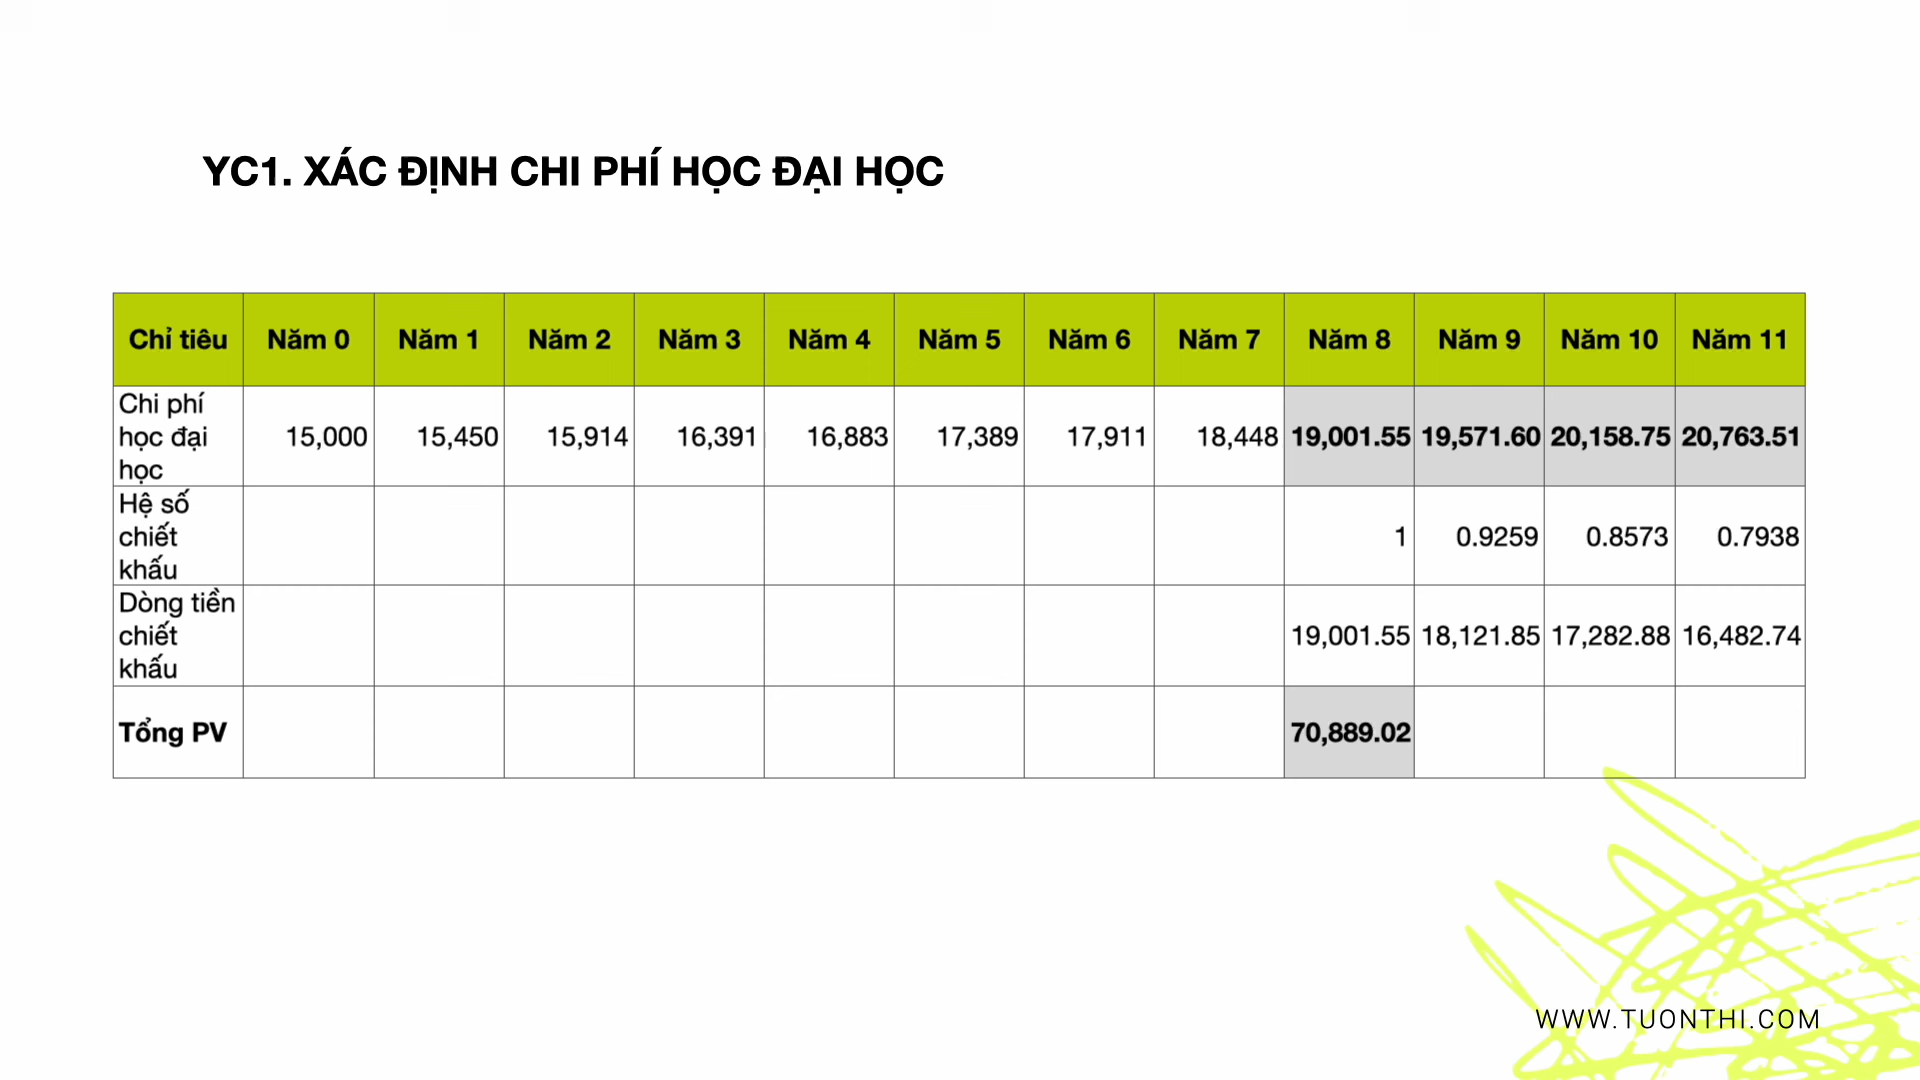 YC1. XÁC ĐỊNH CHI PHÍ HỌC ĐẠI HỌC
Chỉ tiêu Năm 0 Năm 1 Năm 2 Năm 3 Năm 4 Năm 5 Năm 6 Năm 7 Năm 8 Năm 9 Năm 10 Năm 11
Chi phí
học đại
học
15,000 15,450 15,914 16,391 16,883 17,389 17,911 18,448 19,001.55 19,571.60 20,158.75 20,763.51
Hệ số
chiết
khấu
1 0.9259 0.8573 0.7938
Dòng tiền
chiết
khấu
19,001.55 18,121.85 17,282.88 16,482.74
Tổng PV 70,889.02
WWW.TUONTHI.COM